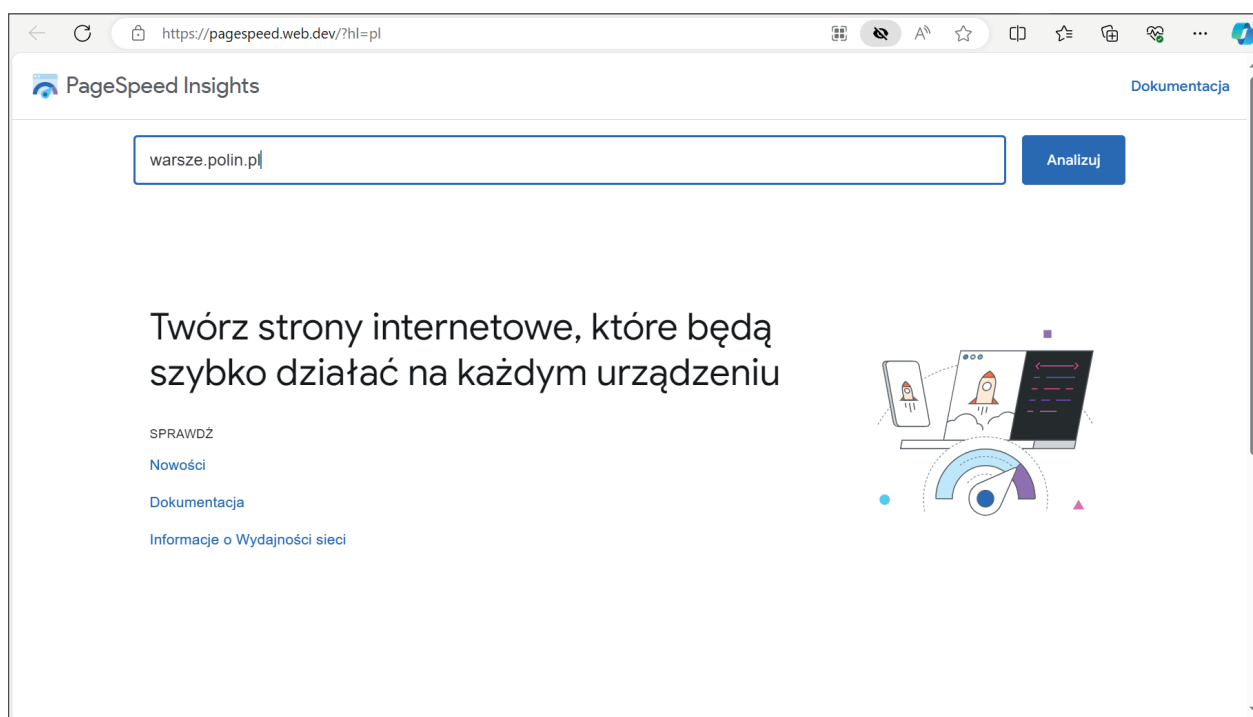 https://pagespeed.web.dev/?hl=pl
PageSpeed Insights
Dokumentacja
warsze.polin.pl
Analizuj
Twórz strony internetowe, które będą
szybko działać na każdym urządzeniu
SPRAWDŹ
Nowości
Dokumentacja
Informacje o Wydajności sieci